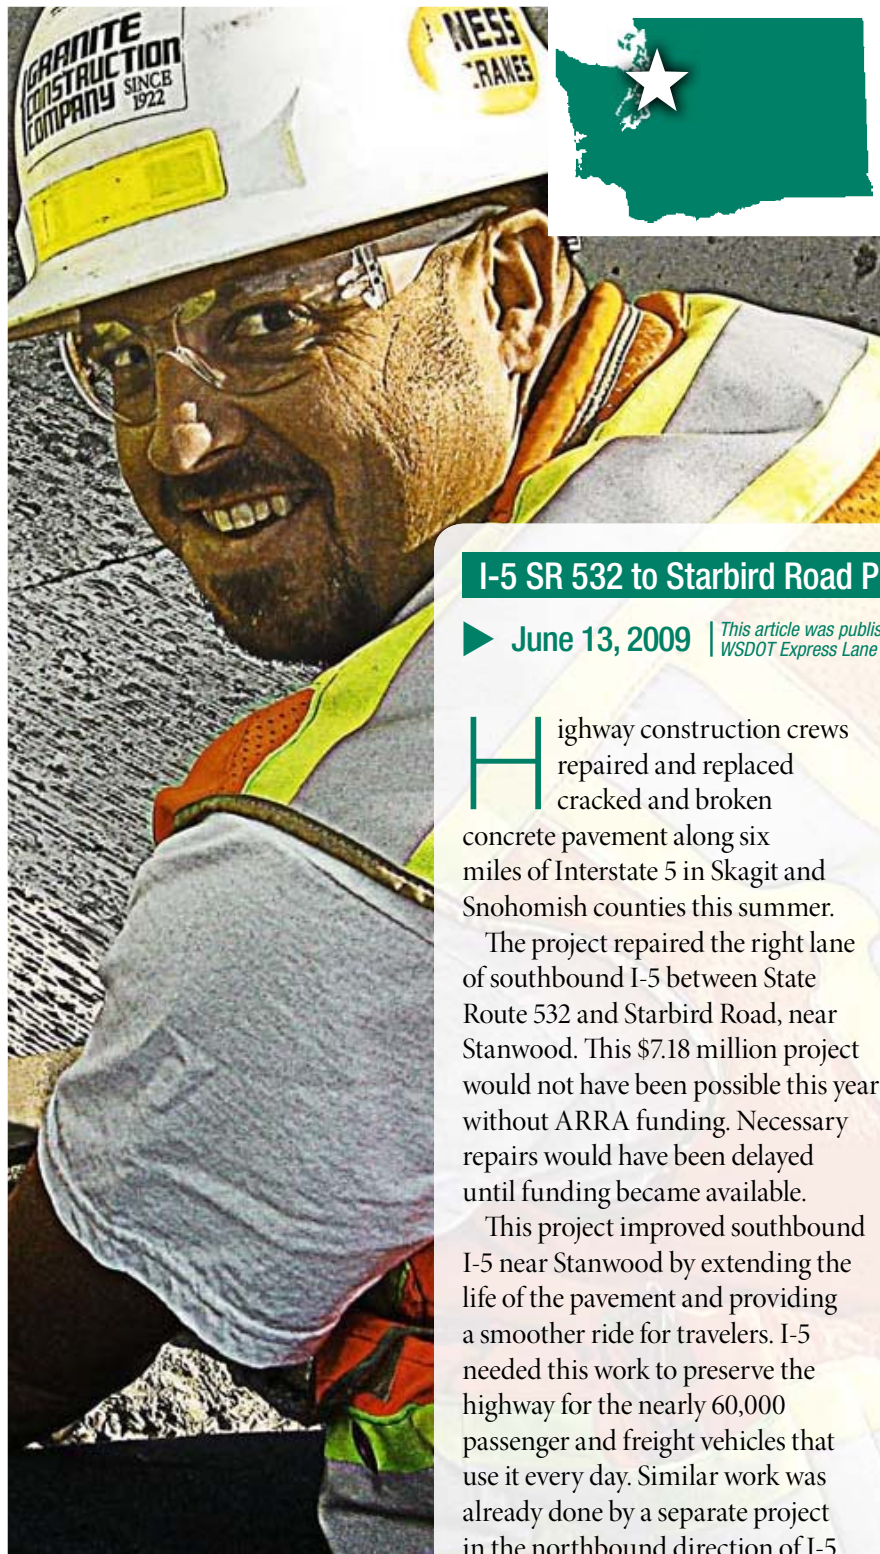 GRANITE
CONSTRUCTION
COMPANY SINCE
1922
NESS
CRANES
I-5 SR 532 to Starbird Road P
June 13, 2009
This article was publis
WSDOT Express Lane
Highway construction crews
repaired and replaced
cracked and broken
concrete pavement along six
miles of Interstate 5 in Skagit and
Snohomish counties this summer.
The project repaired the right lane
of southbound I-5 between State
Route 532 and Starbird Road, near
Stanwood. This $7.18 million project
would not have been possible this year
without ARRA funding. Necessary
repairs would have been delayed
until funding became available.
This project improved southbound
I-5 near Stanwood by extending the
life of the pavement and providing
a smoother ride for travelers. I-5
needed this work to preserve the
highway for the nearly 60,000
passenger and freight vehicles that
use it every day. Similar work was
already done by a separate project
in the northbound direction of I-5